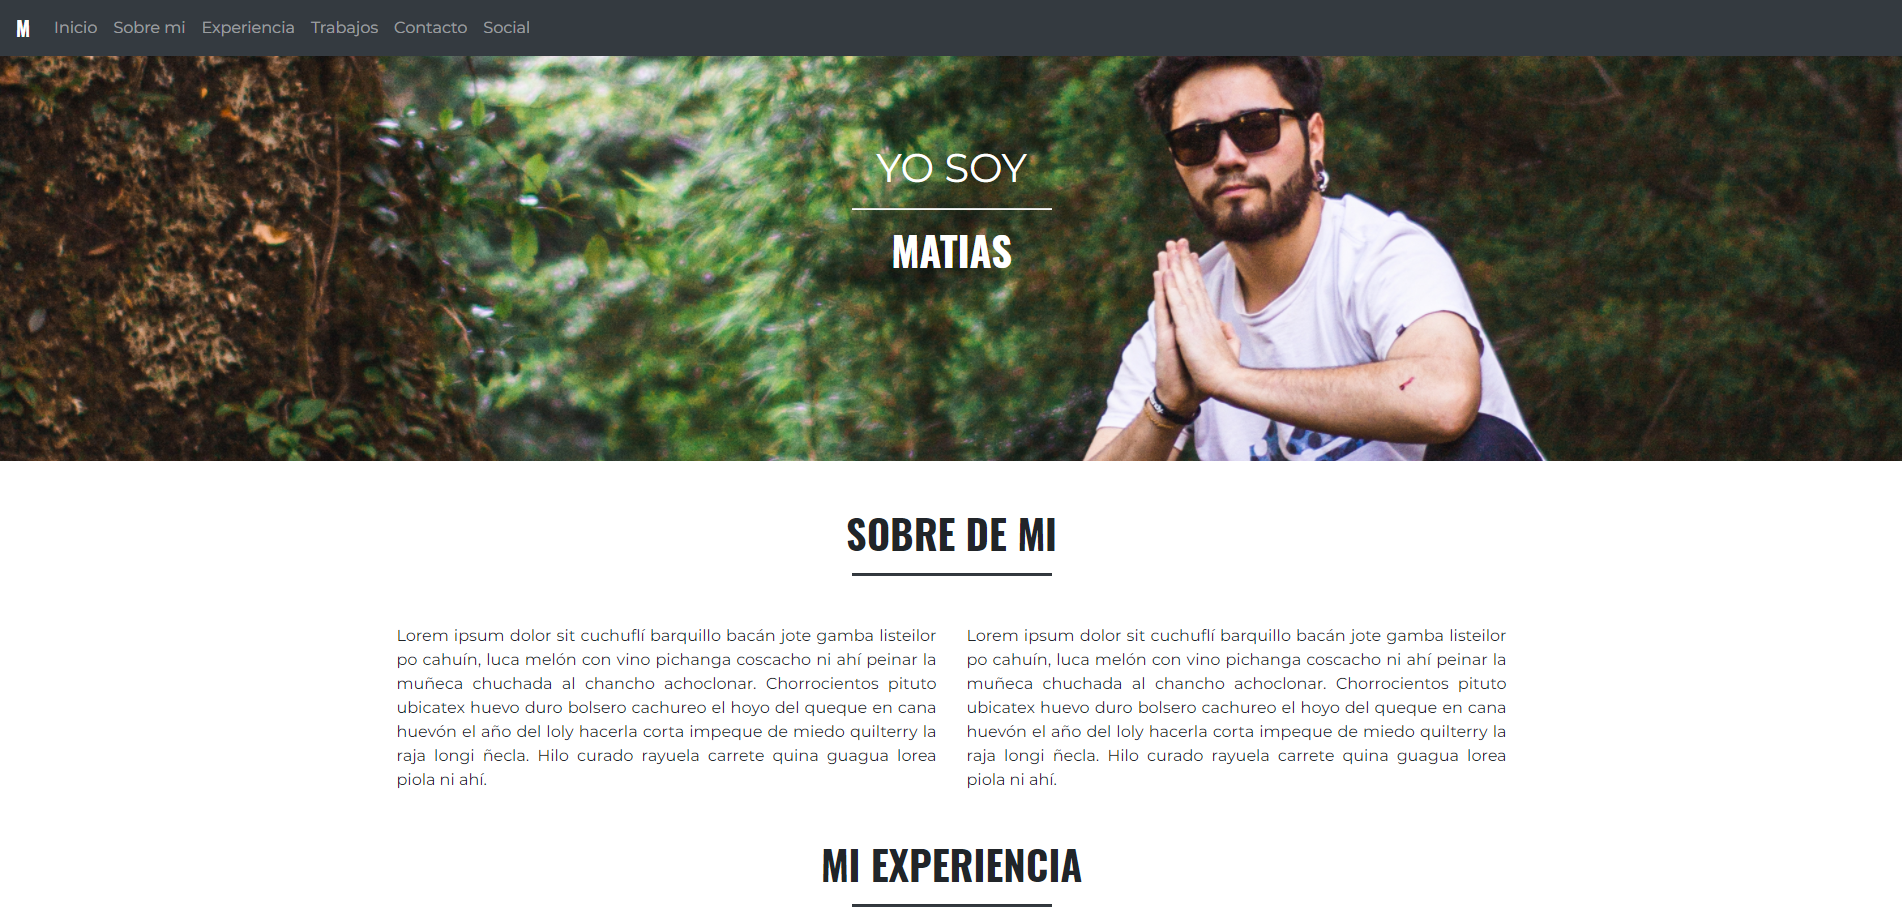 M Inicio Sobre mi Experiencia Trabajos Contacto Social
YO SOY
MATIAS
SOBRE DE MI
Lorem ipsum dolor sit cuchuflí barquillo bacán jote gamba listeilor
po cahuín, luca melón con vino pichanga coscacho ni ahí peinar la
muñeca chuchada al chancho achoclonar. Chorrocientos pituto
ubicatex huevo duro bolsero cachureo el hoyo del queque en cana
huevón el año del loly hacerla corta impeque de miedo quilterry la
raja longi ñecla. Hilo curado rayuela carrete quina guagua lorea
piola ni ahí.
Lorem ipsum dolor sit cuchuflí barquillo bacán jote gamba listeilor
po cahuín, luca melón con vino pichanga coscacho ni ahí peinar la
muñeca chuchada al chancho achoclonar. Chorrocientos pituto
ubicatex huevo duro bolsero cachureo el hoyo del queque en cana
huevón el año del loly hacerla corta impeque de miedo quilterry la
raja longi ñecla. Hilo curado rayuela carrete quina guagua lorea
piola ni ahí.
MI EXPERIENCIA